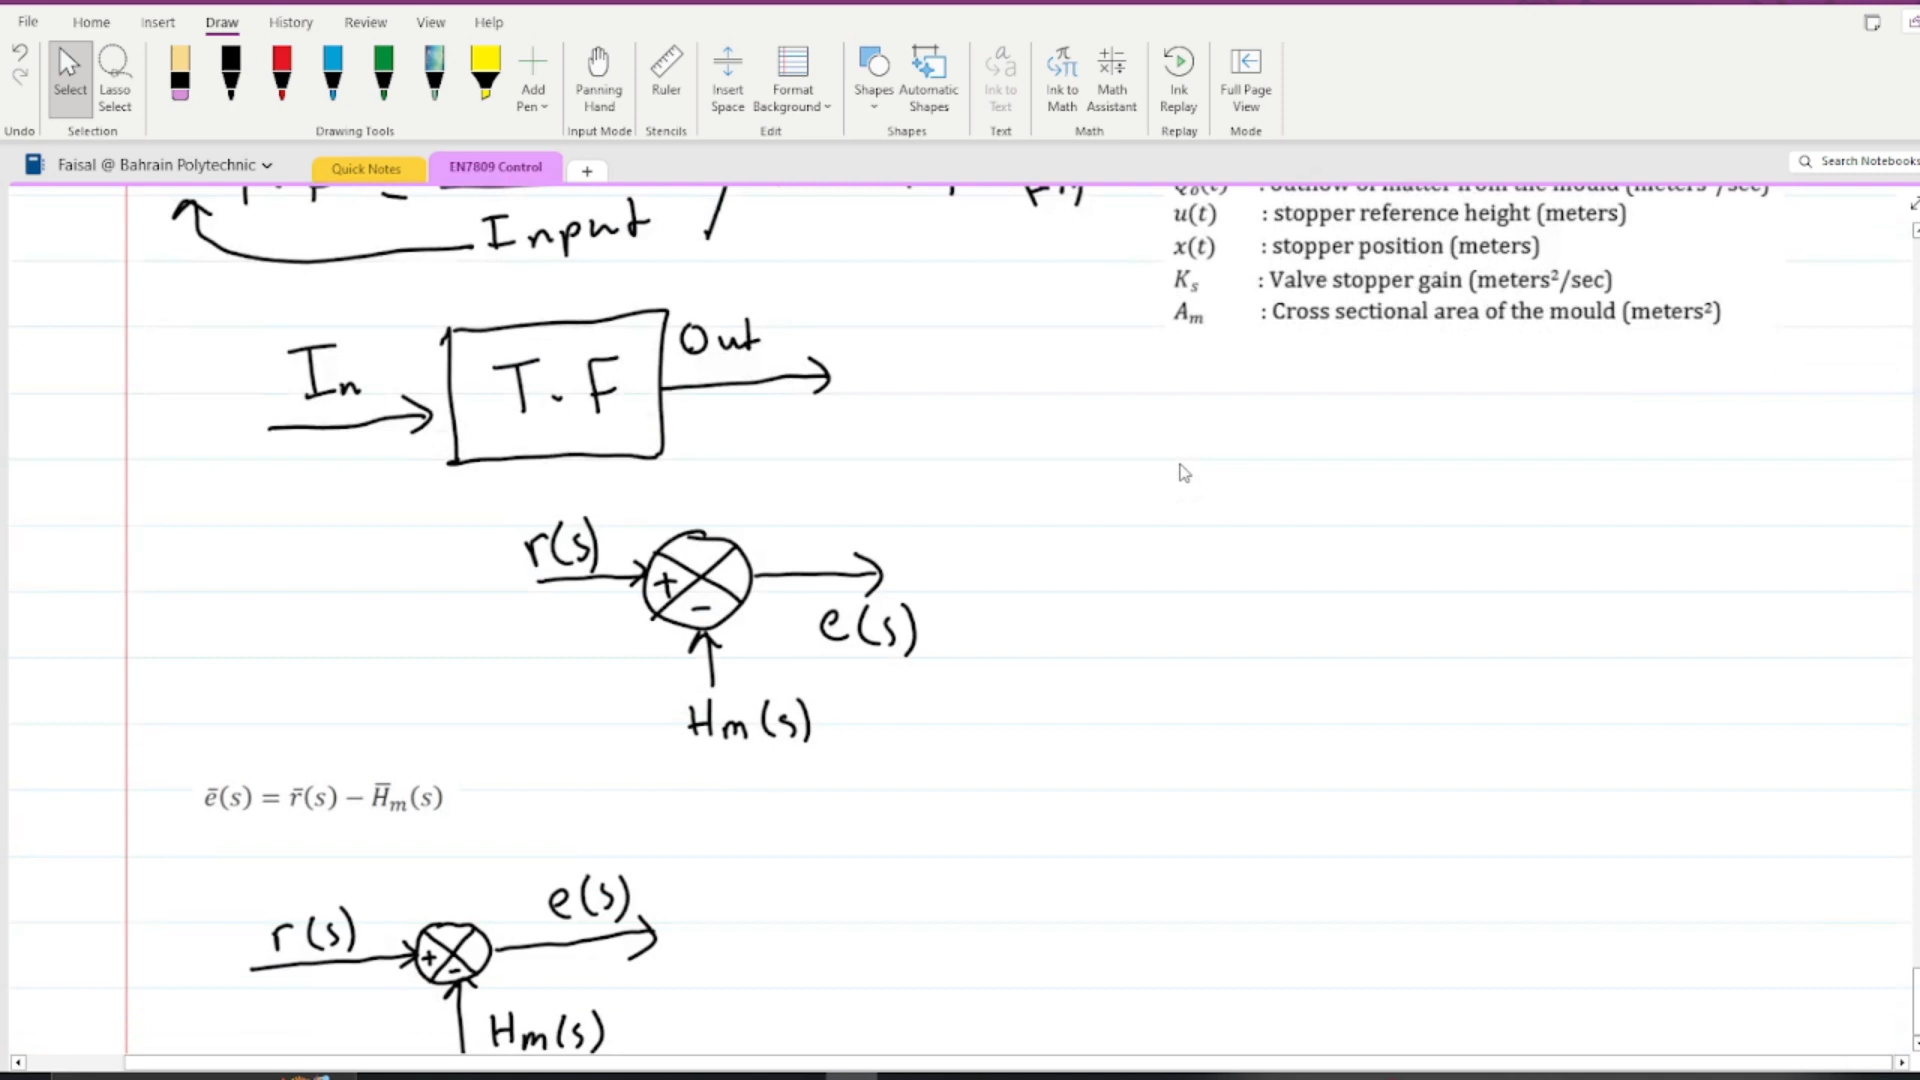 File Home Insert Draw History Review View Help
Select Lasso Select Add Pen Panning Hand Ruler Insert Space Format Background Shapes Automatic Shapes Ink to Text Ink to Math Math Assistant Ink Replay Full Page View
Undo Selection Drawing Tools Input Mode Stencils Edit Shapes Text Math Replay Mode
Faisal @ Bahrain Polytechnic Quick Notes EN7809 Control + Search Notebooks
Input
u(t) : stopper reference height (meters)
x(t) : stopper position (meters)
Kₛ : Valve stopper gain (meters²/sec)
Aₘ : Cross sectional area of the mould (meters²)
In T.F Out
r(s) + - e(s)
Hm(s)
ē(s) = r̄(s) − H̄ₘ(s)
r(s) + - e(s)
Hm(s)